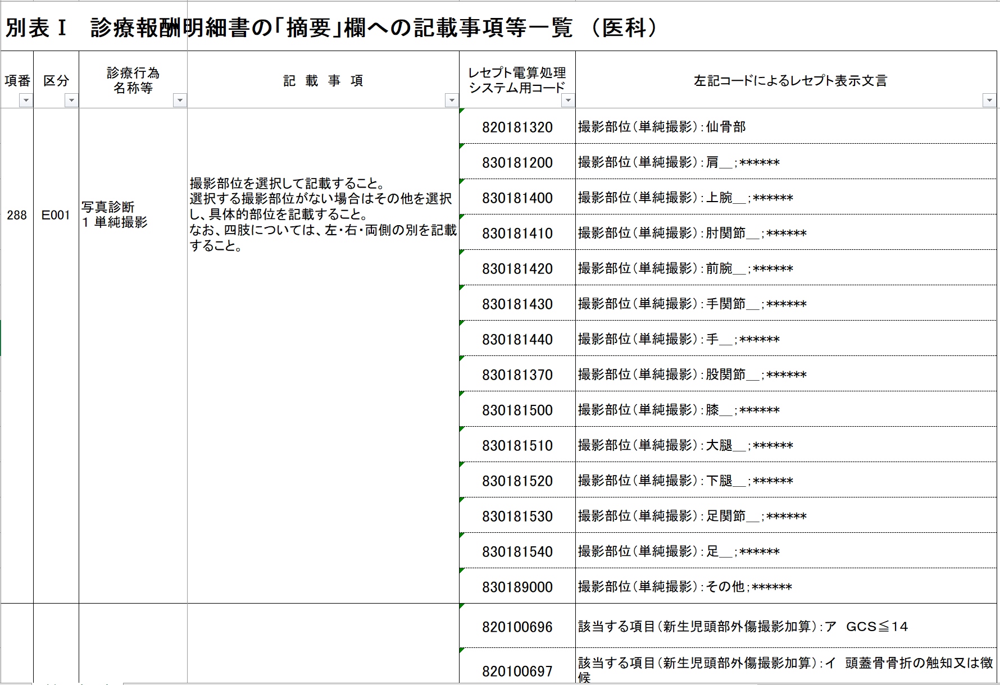 別表Ⅰ　診療報酬明細書の「摘要」欄への記載事項等一覧　（医科）
項番
区分
診療行為
名称等
記　載　事　項
レセプト電算処理
システム用コード
左記コードによるレセプト表示文言
288
E001
写真診断
１ 単純撮影
撮影部位を選択して記載すること。
選択する撮影部位がない場合はその他を選択
し、具体的部位を記載すること。
なお、四肢については、左・右・両側の別を記載
すること。
820181320 撮影部位（単純撮影）：仙骨部
830181200 撮影部位（単純撮影）：肩__；******
830181400 撮影部位（単純撮影）：上腕__；******
830181410 撮影部位（単純撮影）：肘関節__；******
830181420 撮影部位（単純撮影）：前腕__；******
830181430 撮影部位（単純撮影）：手関節__；******
830181440 撮影部位（単純撮影）：手__；******
830181370 撮影部位（単純撮影）：股関節__；******
830181500 撮影部位（単純撮影）：膝__；******
830181510 撮影部位（単純撮影）：大腿__；******
830181520 撮影部位（単純撮影）：下腿__；******
830181530 撮影部位（単純撮影）：足関節__；******
830181540 撮影部位（単純撮影）：足__；******
830189000 撮影部位（単純撮影）：その他；******
820100696 該当する項目（新生児頭部外傷撮影加算）：ア　GCS≦14
820100697 該当する項目（新生児頭部外傷撮影加算）：イ　頭蓋骨骨折の触知又は徴
候